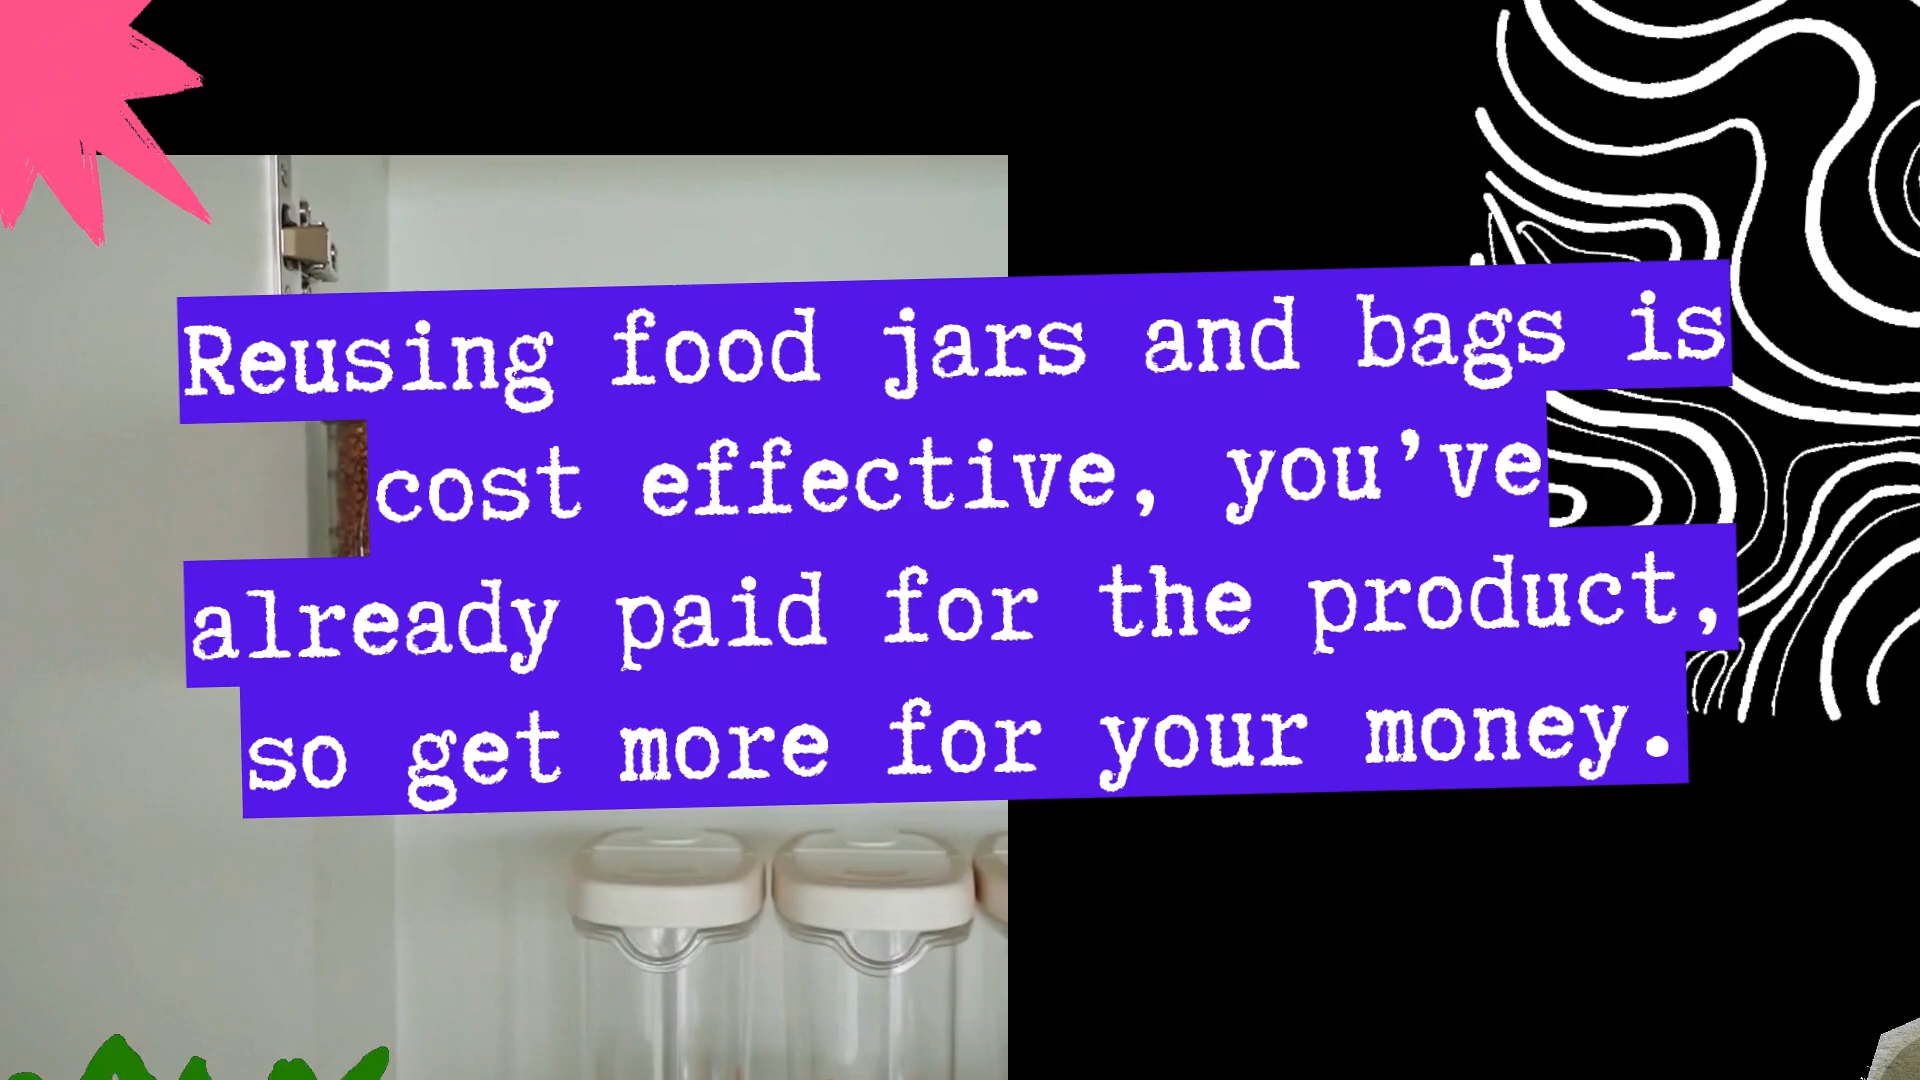 Reusing food jars and bags is
cost effective, you’ve
already paid for the product,
so get more for your money.